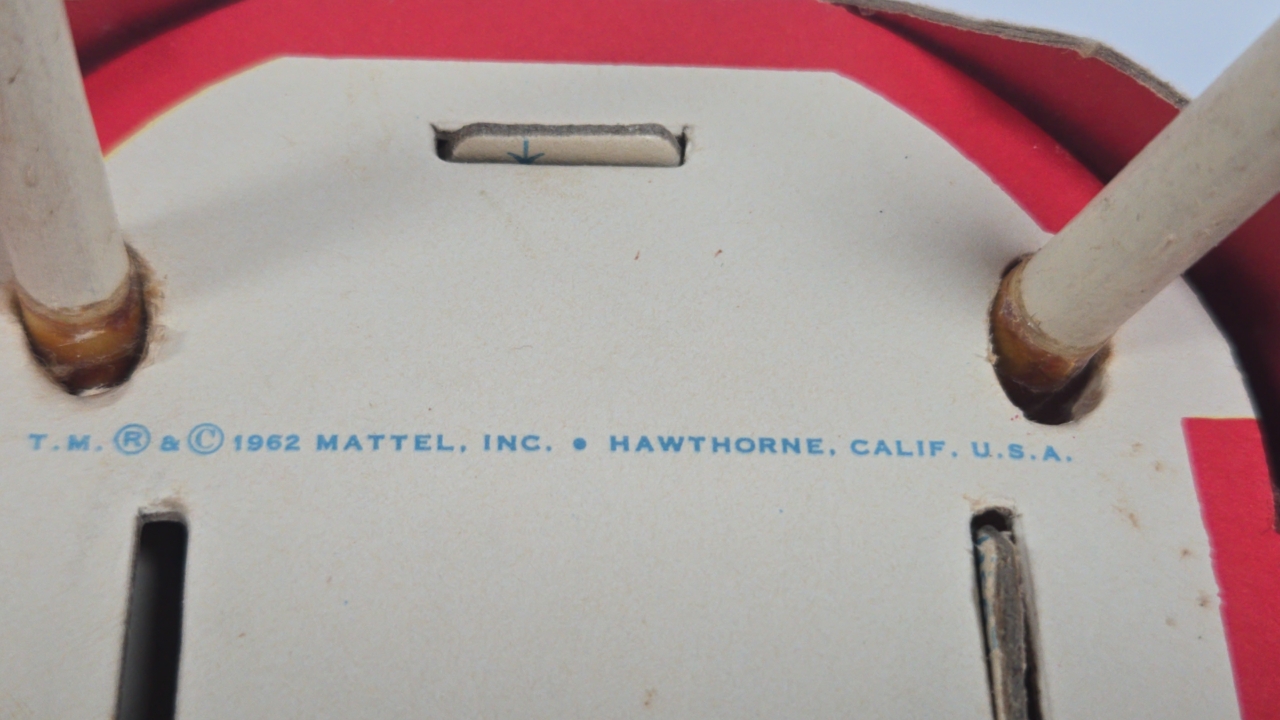 T.M. ® & © 1962 MATTEL, INC. • HAWTHORNE, CALIF. U.S.A.